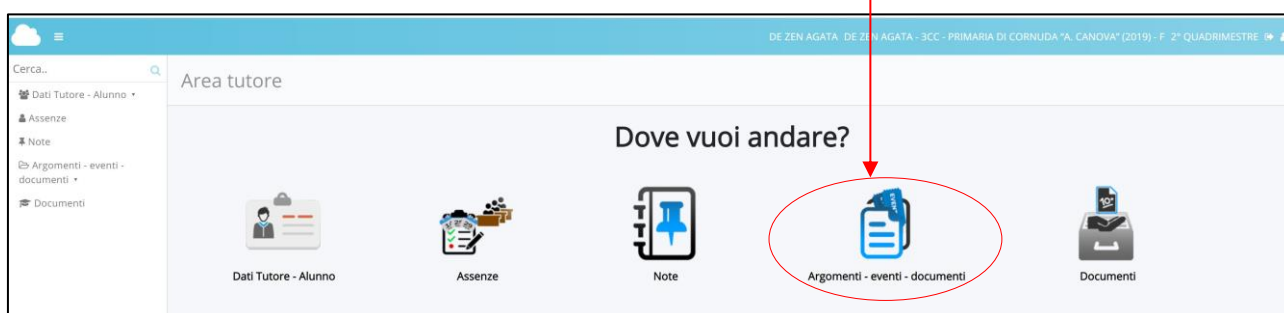 DE ZEN AGATA DE ZEN AGATA - 3CC - PRIMARIA DI CORNUDA "A. CANOVA" (2019) - F 2° QUADRIMESTRE
Cerca..
Area tutore
Dati Tutore - Alunno
Assenze
Note
Argomenti - eventi -
documenti
Documenti
Dove vuoi andare?
EVEN
10+
Dati Tutore - Alunno
Assenze
Note
Argomenti - eventi - documenti
Documenti